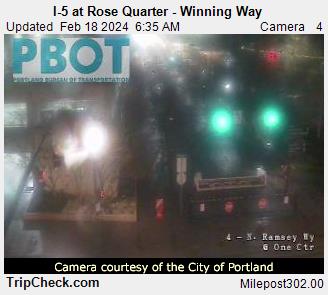 I-5 at Rose Quarter - Winning Way
Updated Feb 18 2024 6:35 AM Camera 4
PBOT
PORTLAND BUREAU OF TRANSPORTATION
4 - N. Ramsey Wy
@ One Ctr
Camera courtesy of the City of Portland
TripCheck.com Milepost302.00